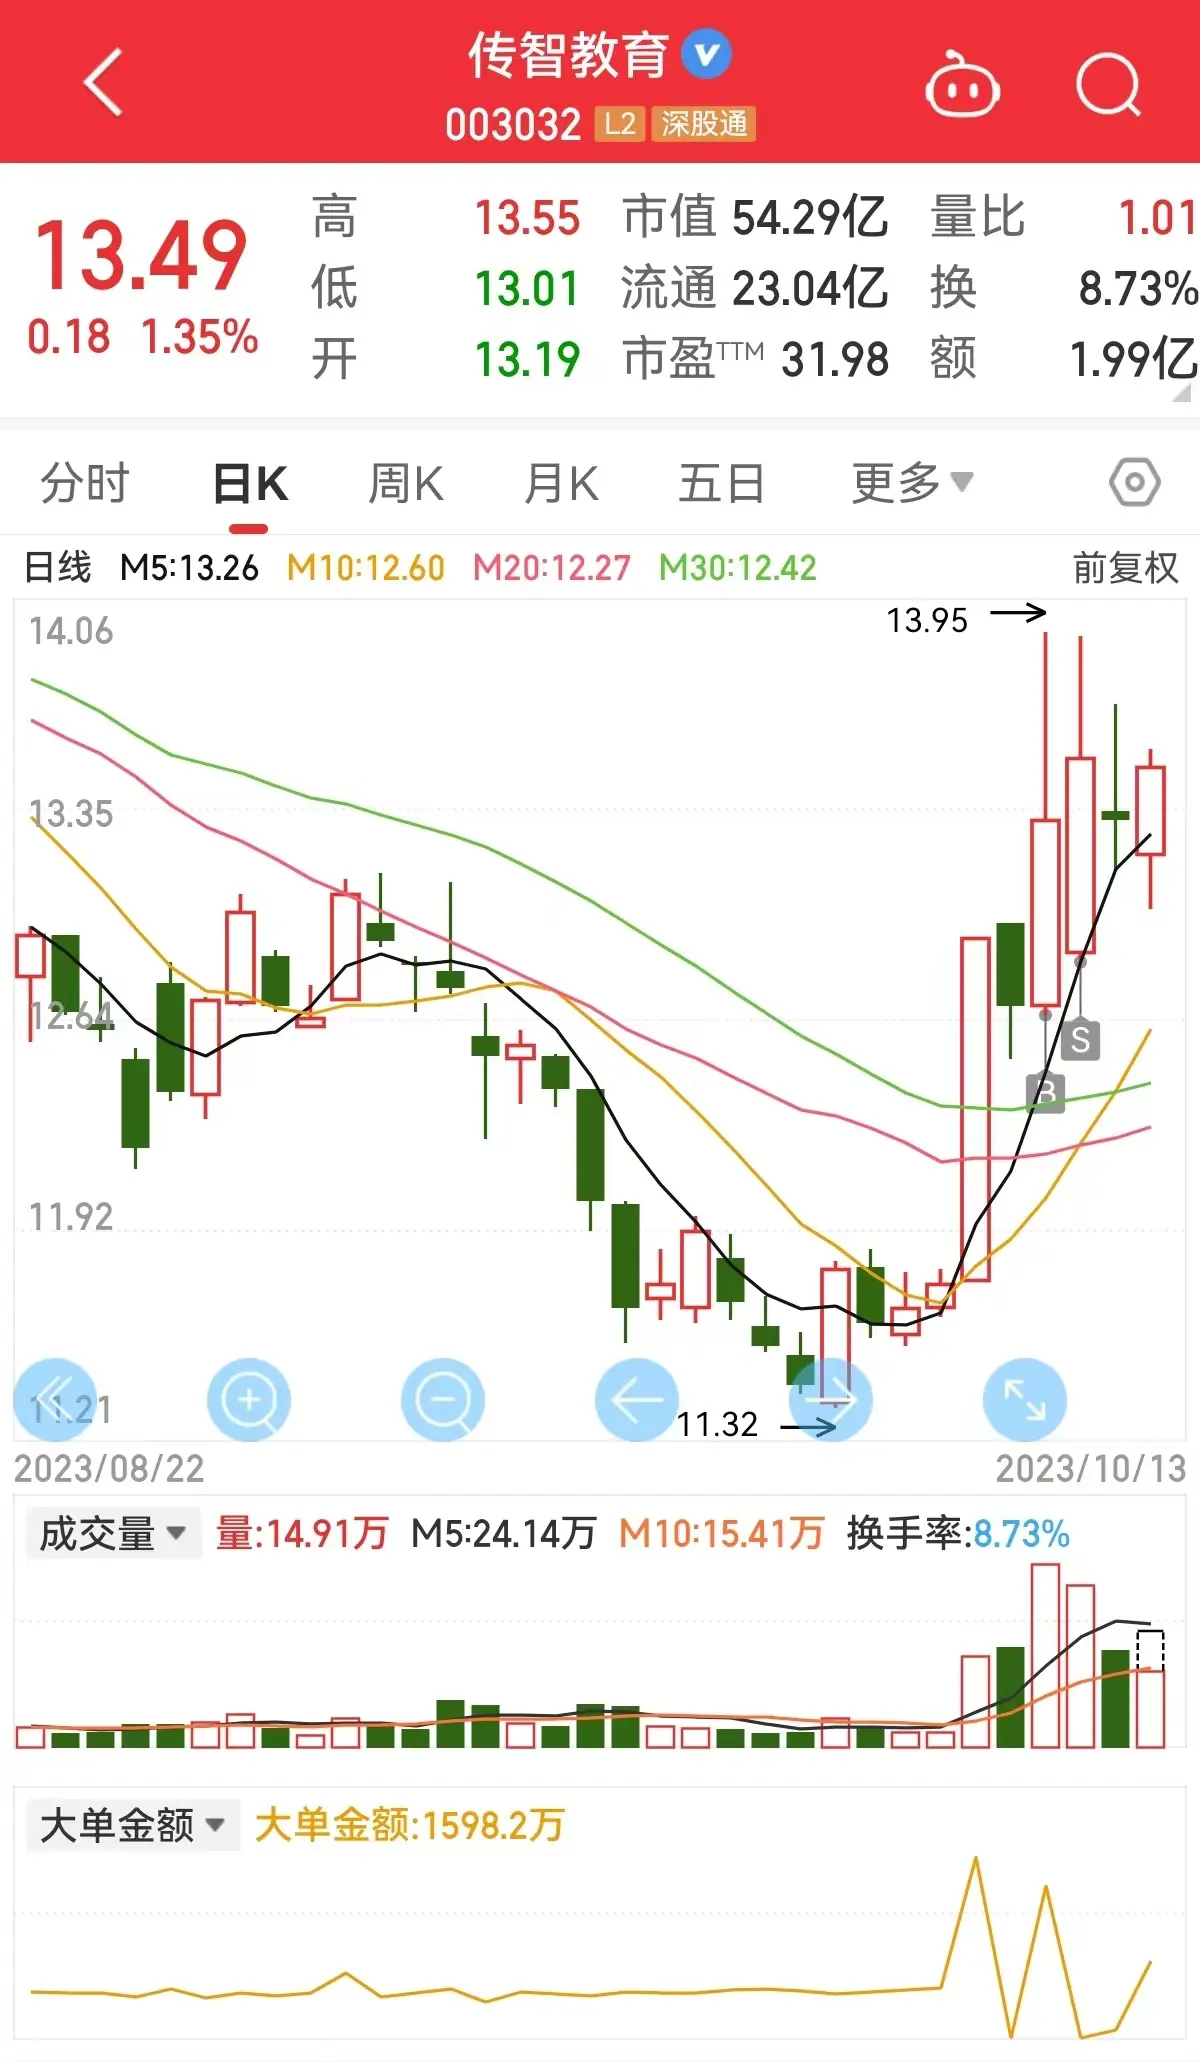 传智教育
003032 L2 深股通
13.49
0.18 1.35%
高 13.55 市值 54.29亿 量比 1.01
低 13.01 流通 23.04亿 换 8.73%
开 13.19 市盈TTM 31.98 额 1.99亿
分时 日K 周K 月K 五日 更多
日线 M5:13.26 M10:12.60 M20:12.27 M30:12.42 前复权
14.06
13.95
13.35
12.64
S
B
11.92
11.21
11.32
2023/08/22 2023/10/13
成交量 量:14.91万 M5:24.14万 M10:15.41万 换手率:8.73%
大单金额 大单金额:1598.2万